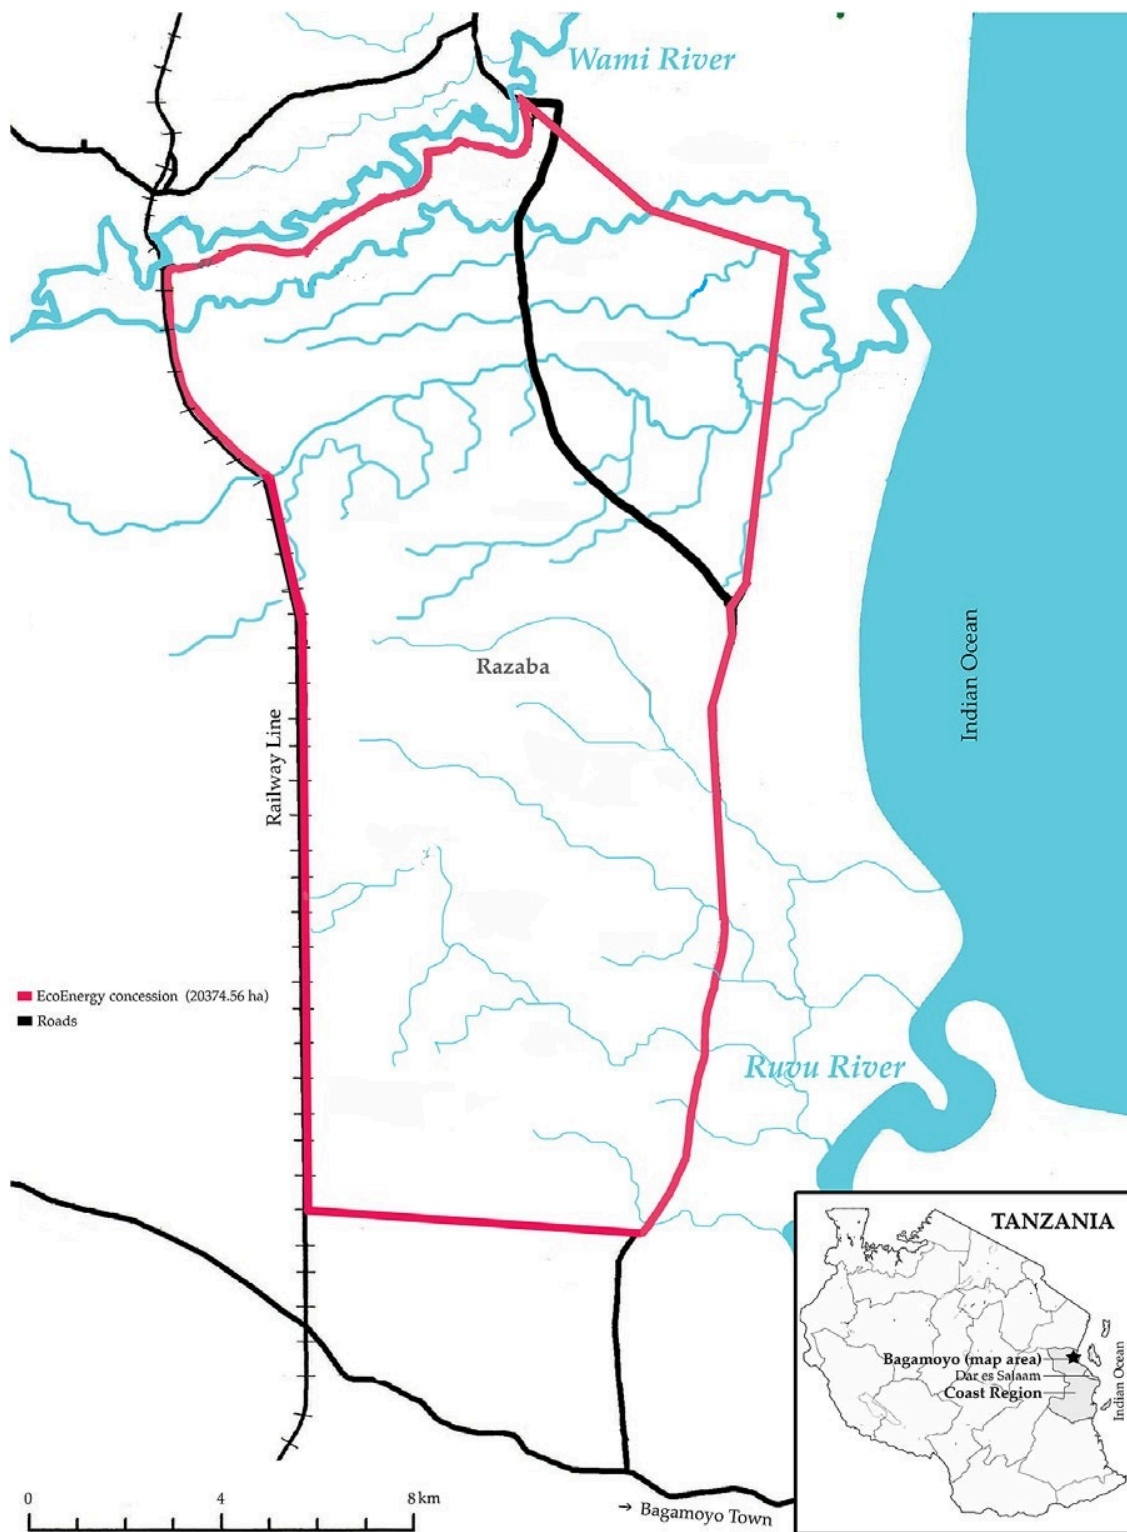 Wami River
Razaba
Railway Line
Indian Ocean
EcoEnergy concession (20374.56 ha)
Roads
Ruvu River
TANZANIA
Bagamoyo (map area)
Dar es Salaam
Coast Region
Indian Ocean
0 4 8 km
→ Bagamoyo Town